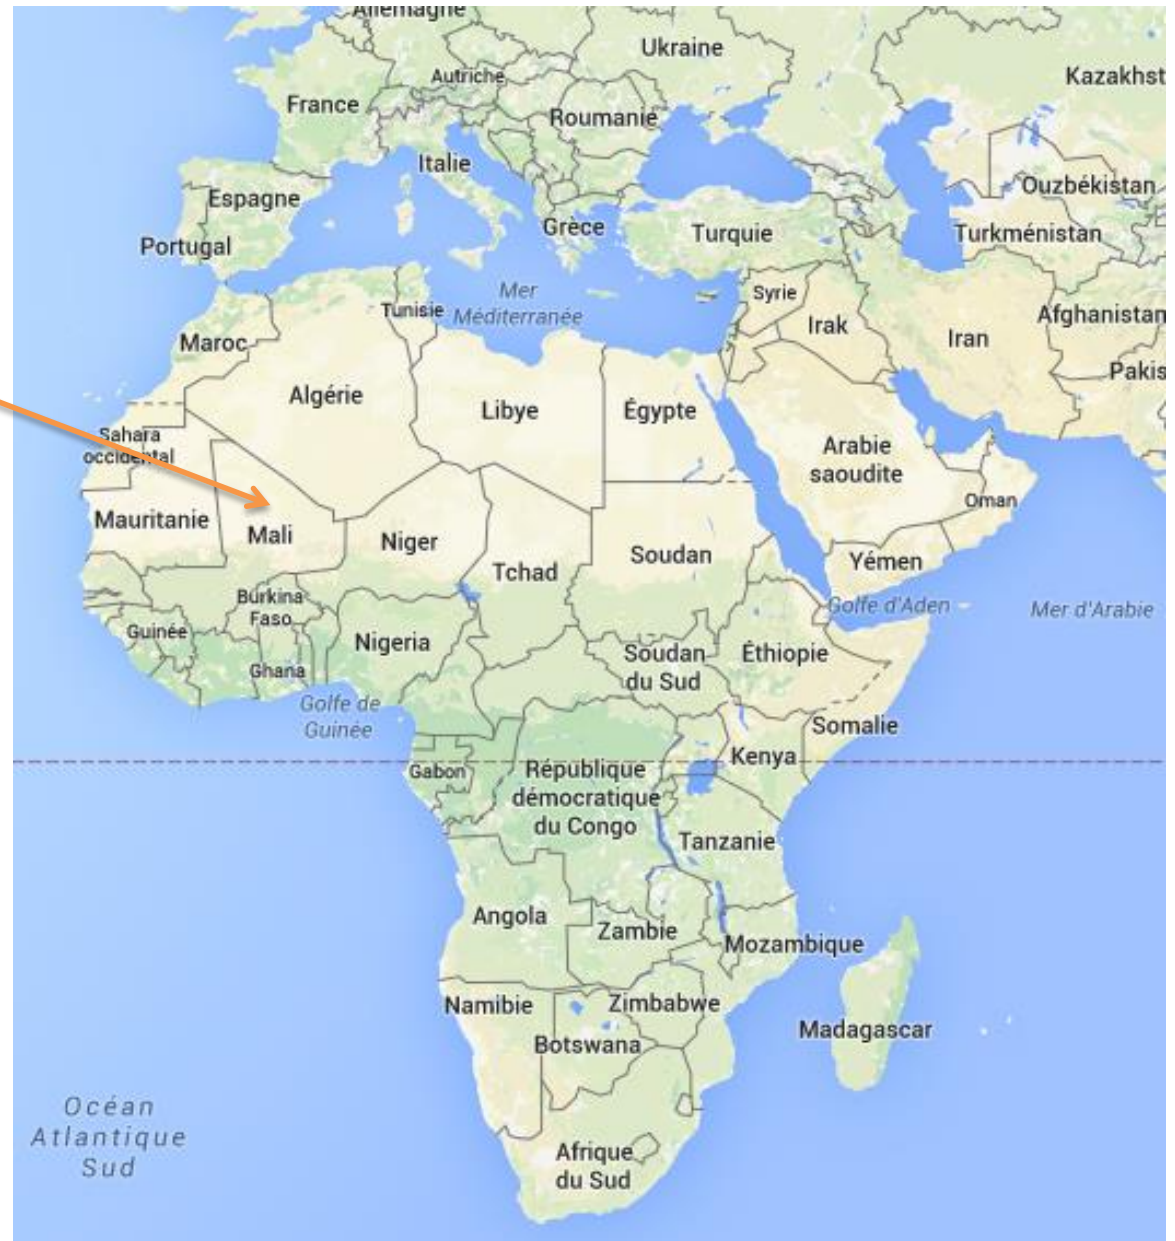 Allemagne
Ukraine
Kazakhst
Autriche
France
Roumanie
Italie
Ouzbékistan
Espagne
Grèce
Turquie
Turkménistan
Portugal
Mer
Méditerranée
Syrie
Tunisie
Afghanistan
Irak
Iran
Maroc
Pakis
Algérie
Libye
Égypte
Arabie
saoudite
Sahara
occidental
Oman
Mauritanie
Mali
Niger
Tchad
Soudan
Yémen
Burkina
Faso
Golfe d'Aden
Mer d'Arabie
Guinée
Nigeria
Soudan
du Sud
Éthiopie
Ghana
Golfe de
Guinée
Somalie
Kenya
Gabon
République
démocratique
du Congo
Tanzanie
Angola
Zambie
Mozambique
Namibie
Zimbabwe
Madagascar
Botswana
Océan
Atlantique
Sud
Afrique
du Sud